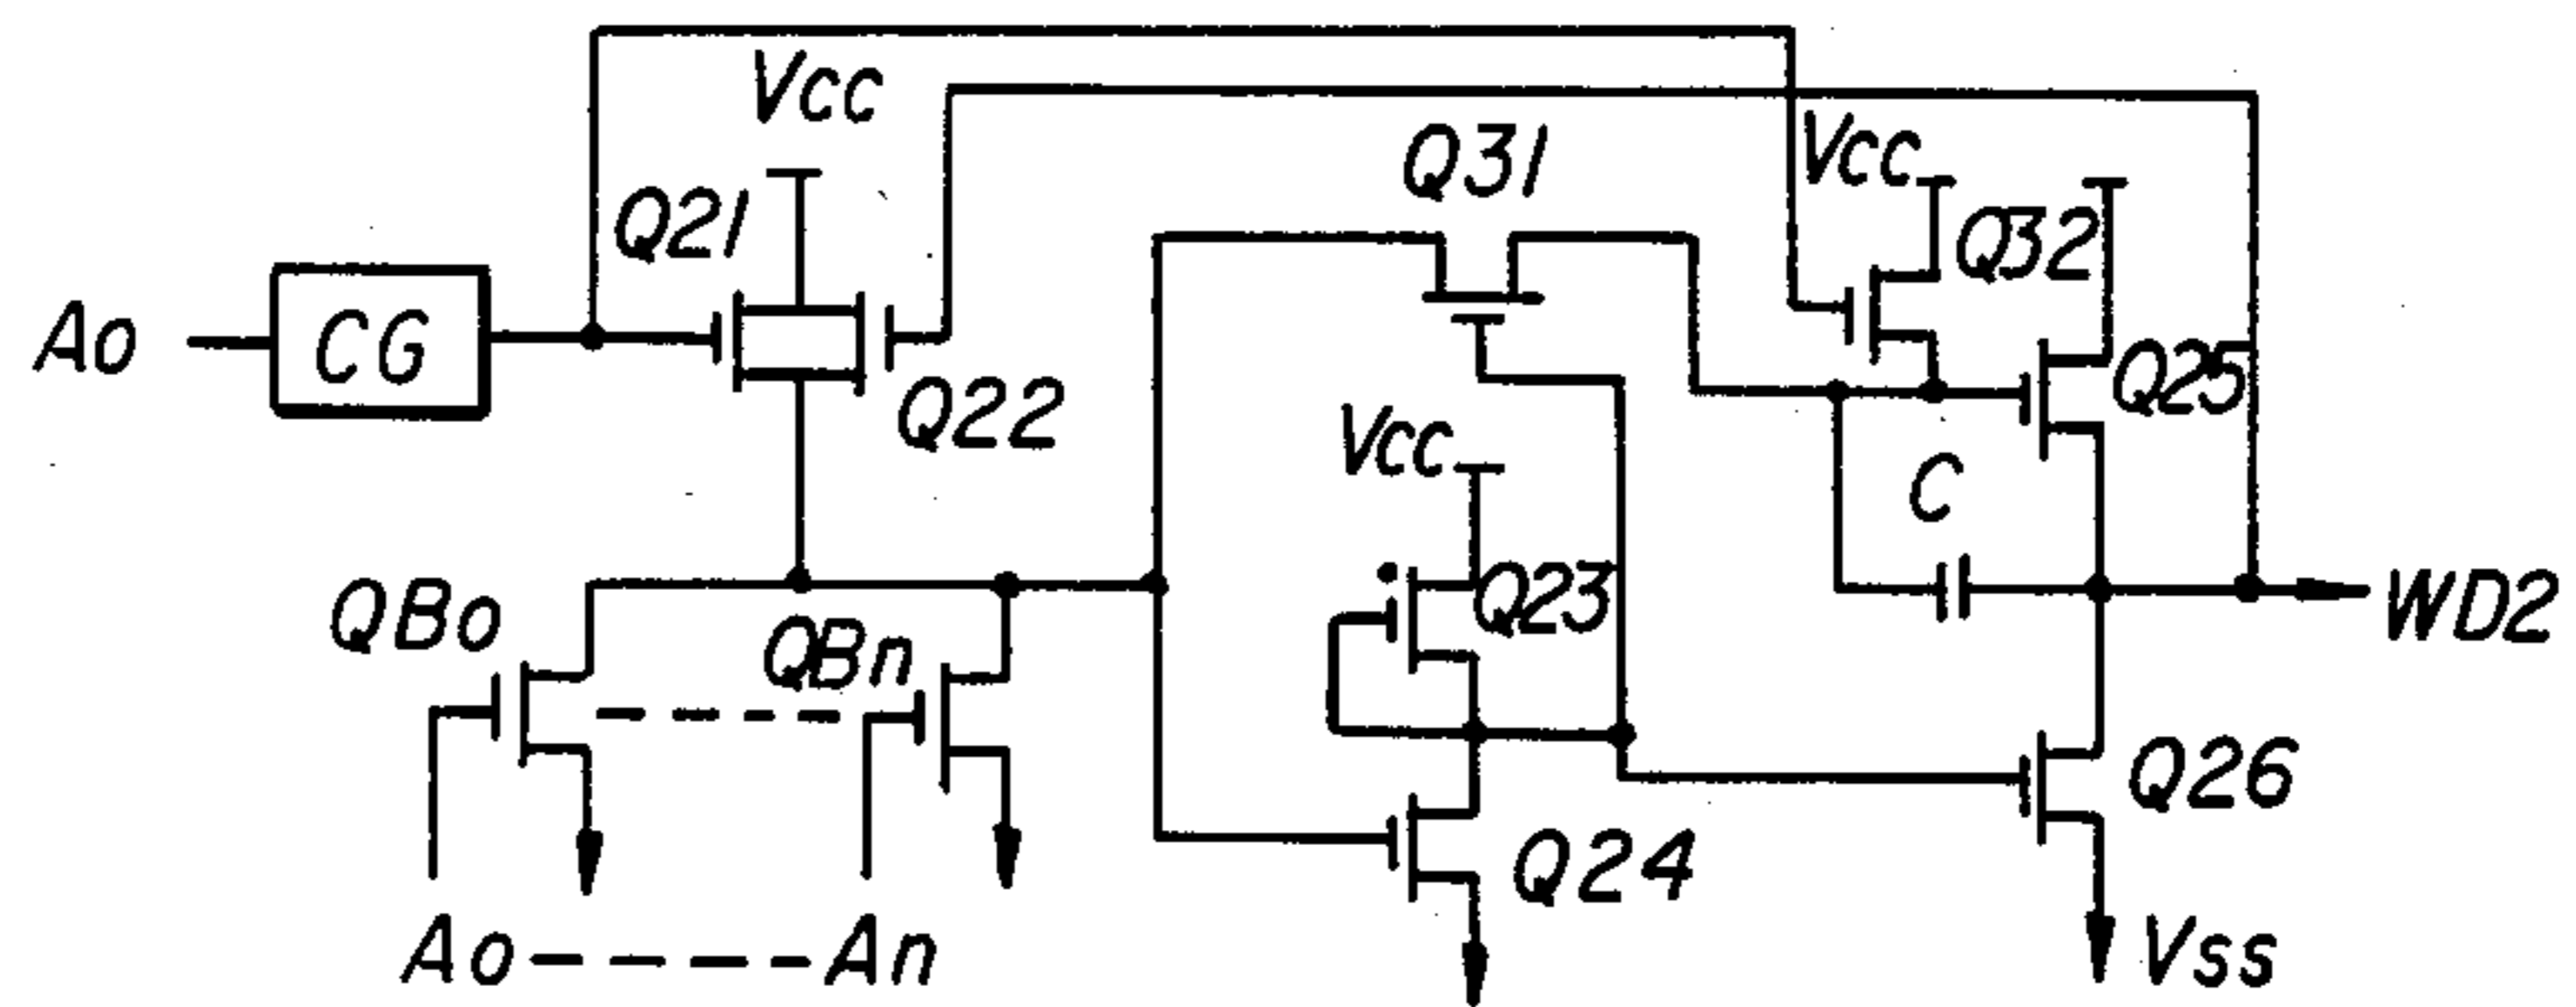 Vcc
Q31
Vcc
Q21
Q32
Ao
CG
Q22
Q25
Vcc
C
QBo
QBn
Q23
WD2
Q26
Q24
Ao
An
Vss